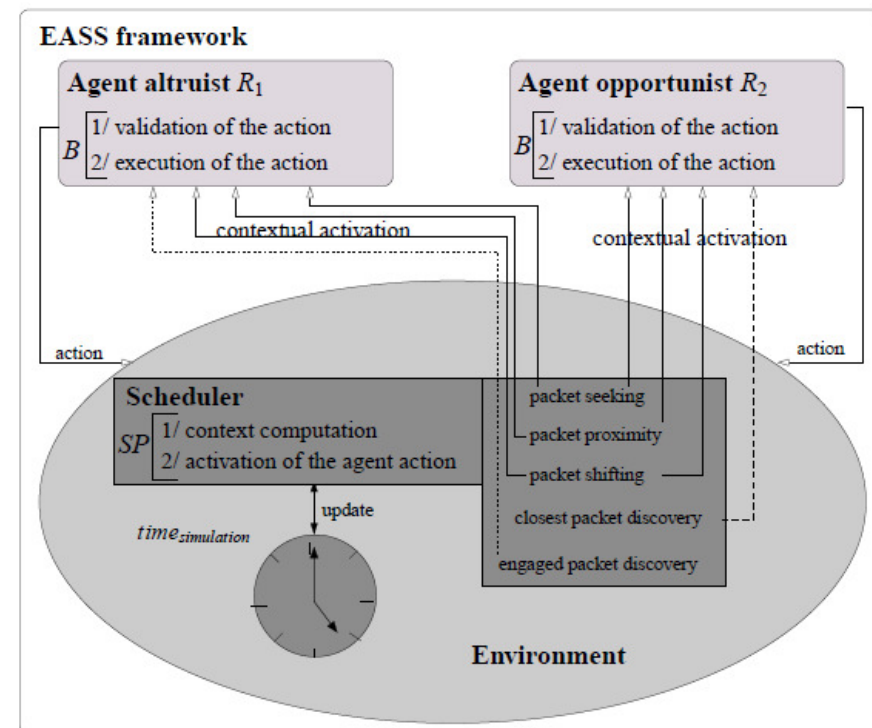 EASS framework
Agent altruist R1
B
1/ validation of the action
2/ execution of the action
Agent opportunist R2
B
1/ validation of the action
2/ execution of the action
contextual activation
contextual activation
action
action
Scheduler
SP
1/ context computation
2/ activation of the agent action
packet seeking
packet proximity
packet shifting
closest packet discovery
engaged packet discovery
update
time simulation
Environment